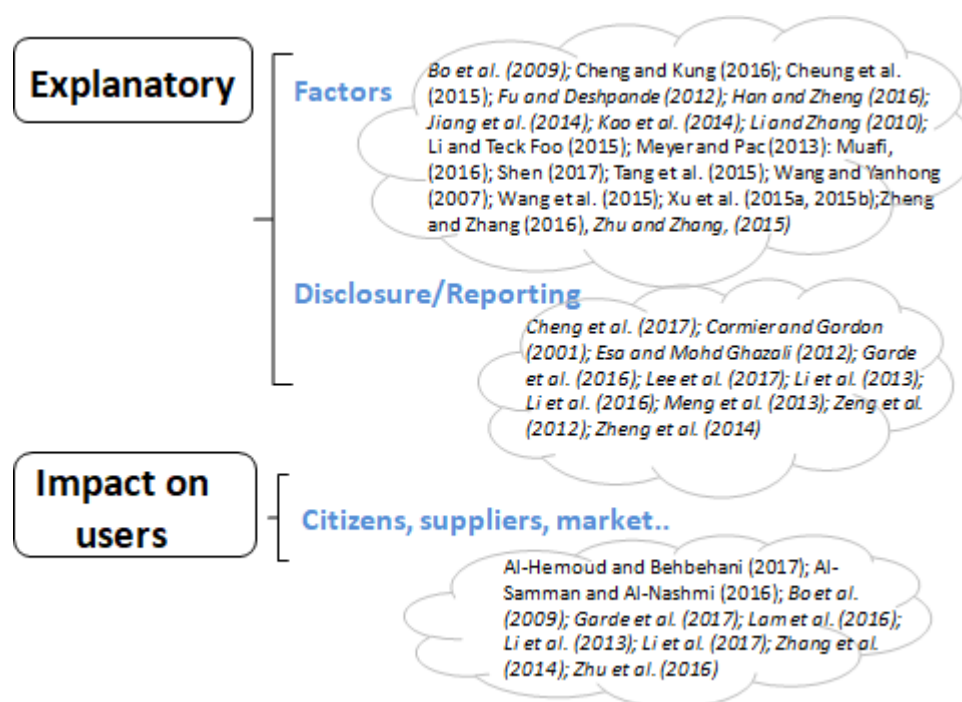 Explanatory
Factors
Bo et al. (2009); Cheng and Kung (2016); Cheung et al.
(2015); Fu and Deshpande (2012); Han and Zheng (2016);
Jiang et al. (2014); Kao et al. (2014); Li and Zhang (2010);
Li and Teck Foo (2015); Meyer and Pac (2013): Muafi,
(2016); Shen (2017); Tang et al. (2015); Wang and Yanhong
(2007); Wang et al. (2015); Xu et al. (2015a, 2015b);Zheng
and Zhang (2016), Zhu and Zhang, (2015)
Disclosure/Reporting
Cheng et al. (2017); Cormier and Gordon
(2001); Esa and Mohd Ghazali (2012); Garde
et al. (2016); Lee et al. (2017); Li et al. (2013);
Li et al. (2016); Meng et al. (2013); Zeng et al.
(2012); Zheng et al. (2014)
Impact on
users
Citizens, suppliers, market..
Al-Hemoud and Behbehani (2017); Al-
Samman and Al-Nashmi (2016); Bo et al.
(2009); Garde et al. (2017); Lam et al. (2016);
Li et al. (2013); Li et al. (2017); Zhang et al.
(2014); Zhu et al. (2016)